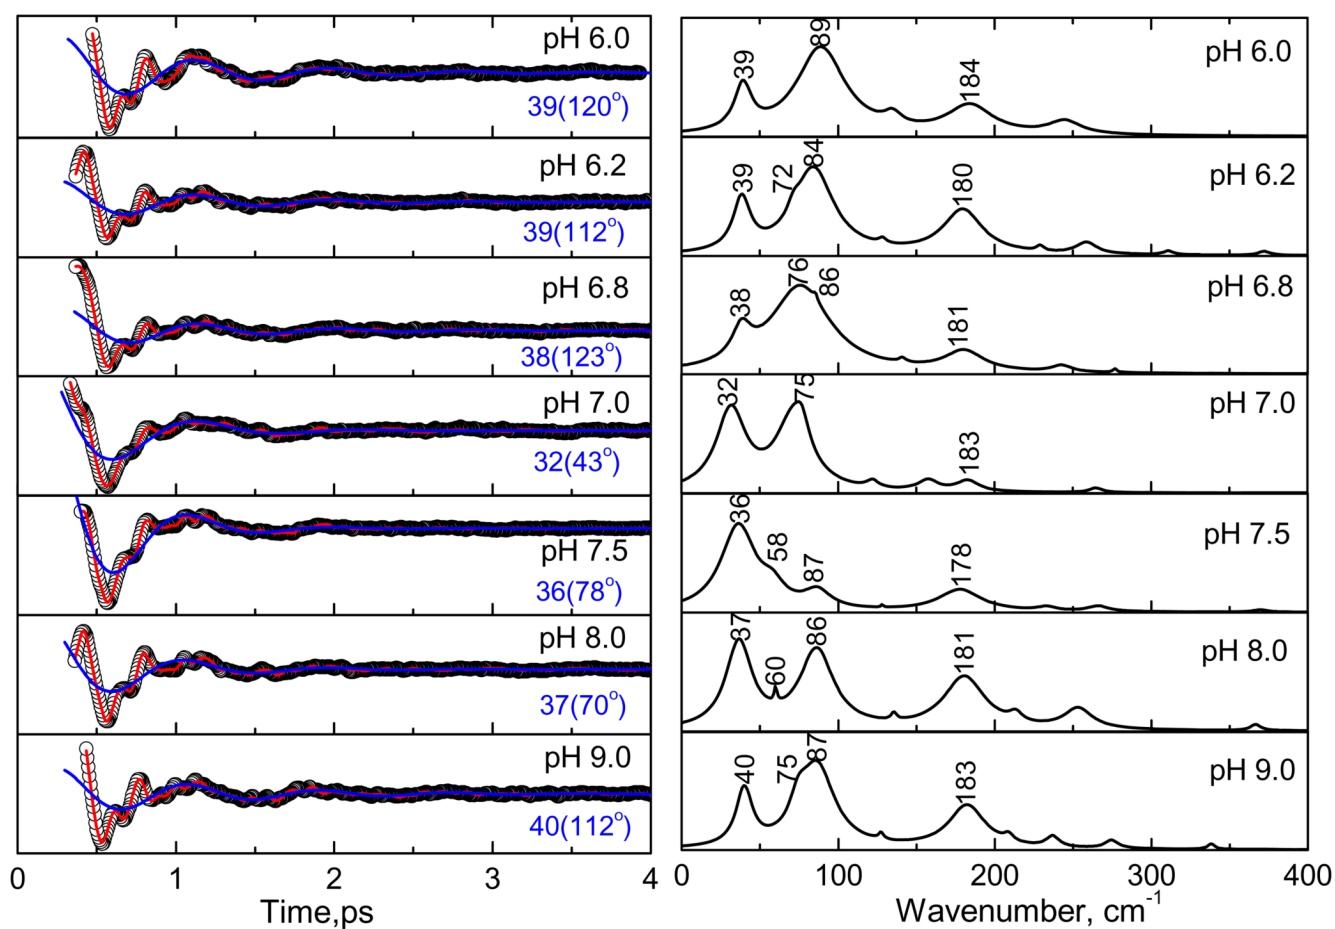 pH 6.0
39(120°)
pH 6.2
39(112°)
pH 6.8
38(123°)
pH 7.0
32(43°)
pH 7.5
36(78°)
pH 8.0
37(70°)
pH 9.0
40(112°)
0 1 2 3 4
Time,ps
39 89 184 pH 6.0
39 72 84 180 pH 6.2
38 76 86 181 pH 6.8
32 75 183 pH 7.0
36 58 87 178 pH 7.5
37 60 86 181 pH 8.0
40 75 87 183 pH 9.0
0 100 200 300 400
Wavenumber, cm⁻¹